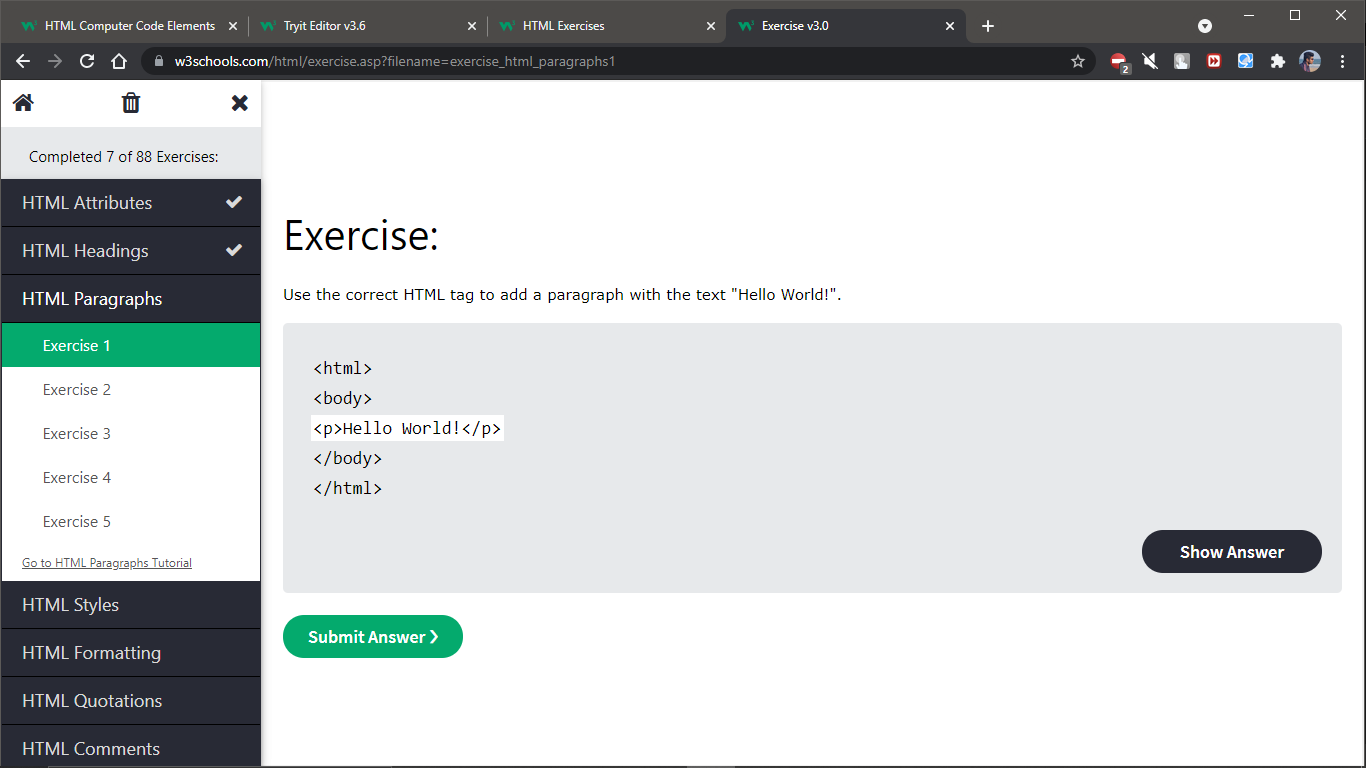 HTML Computer Code Elements
Tryit Editor v3.6
HTML Exercises
Exercise v3.0
w3schools.com/html/exercise.asp?filename=exercise_html_paragraphs1
2
Completed 7 of 88 Exercises:
HTML Attributes
HTML Headings
HTML Paragraphs
Exercise 1
Exercise 2
Exercise 3
Exercise 4
Exercise 5
Go to HTML Paragraphs Tutorial
HTML Styles
HTML Formatting
HTML Quotations
HTML Comments
Exercise:
Use the correct HTML tag to add a paragraph with the text "Hello World!".
<html>
<body>
<p>Hello World!</p>
</body>
</html>
Show Answer
Submit Answer ❯